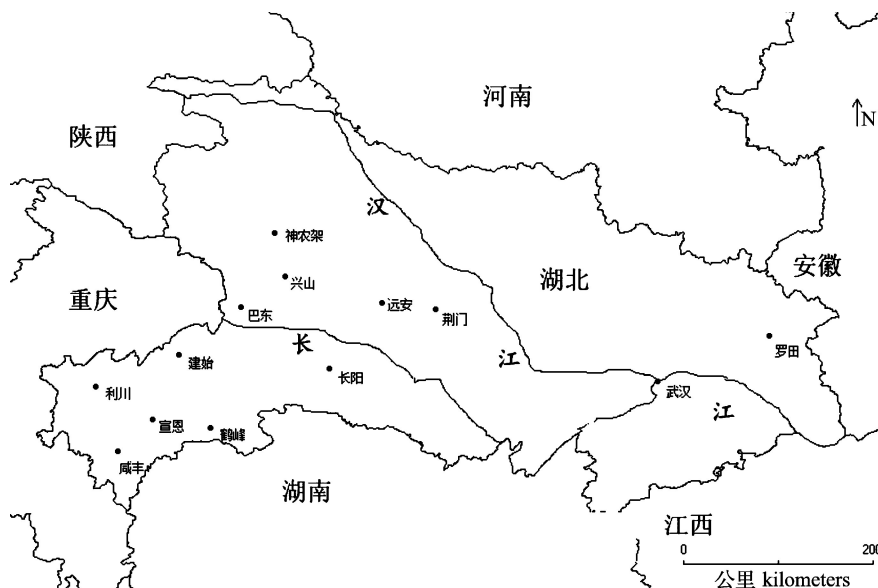 河南
N
陕西
汉
神农架
湖北
安徽
兴山
重庆
远安
荆门
巴东
长
罗田
建始
江
长阳
利川
武汉
江
宣恩
鹤峰
咸丰
湖南
江西
0
200
公里 kilometers